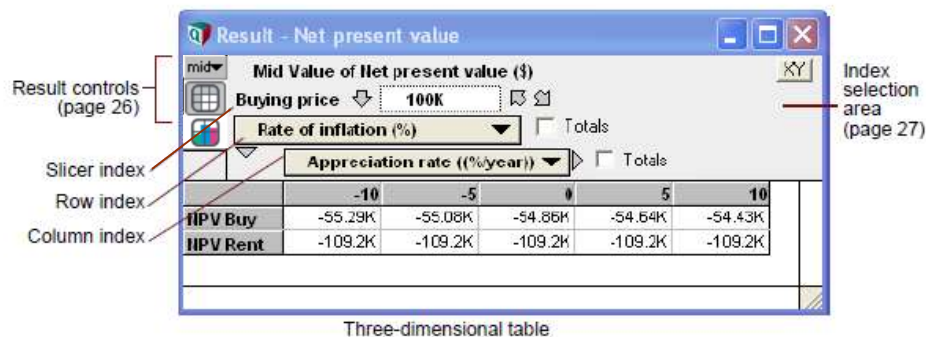 Result - Net present value
mid
Mid Value of Net present value ($)
XY
Result controls
(page 26)
Index
selection
area
(page 27)
Buying price 100K
Rate of inflation (%) Totals
Slicer index
Appreciation rate ((%/year)) Totals
Row index
-10 -5 0 5 10
Column index
NPV Buy -55.29K -55.08K -54.86K -54.64K -54.43K
NPV Rent -109.2K -109.2K -109.2K -109.2K -109.2K
Three-dimensional table